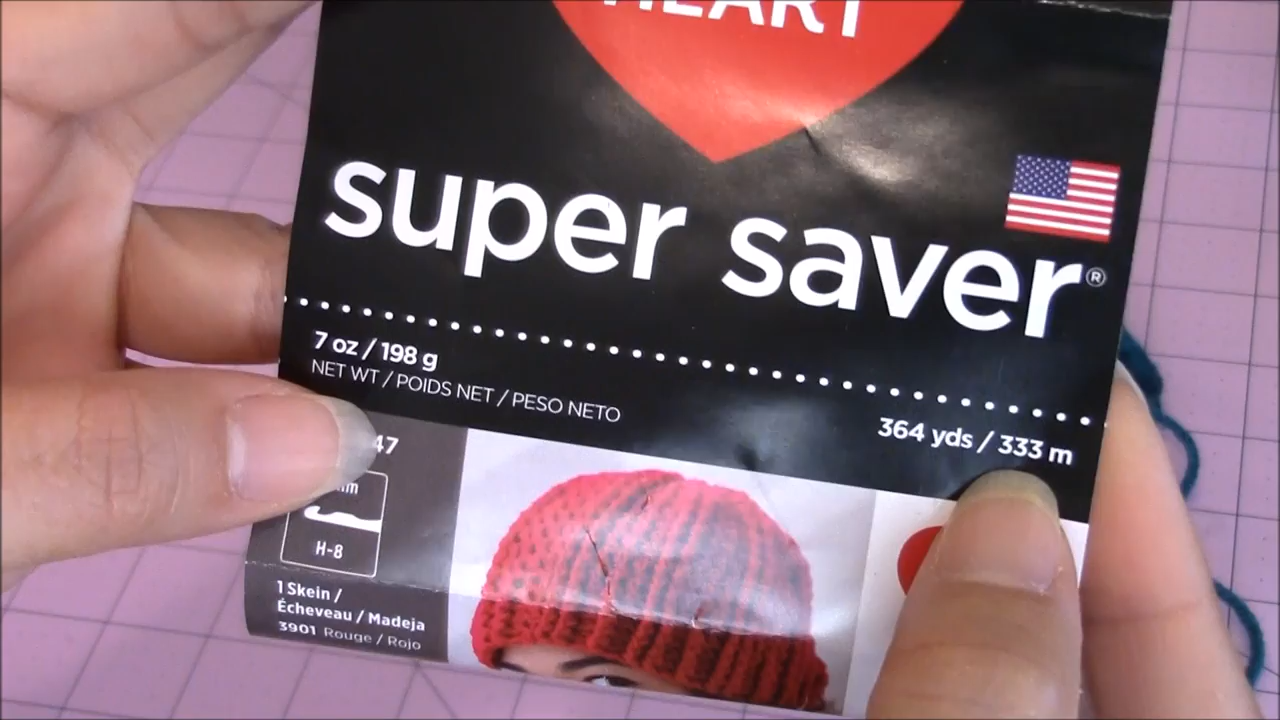 HEART
super saver®
7 oz / 198 g
NET WT / POIDS NET / PESO NETO
364 yds / 333 m
47
H-8
1 Skein /
Écheveau / Madeja
3901 Rouge / Rojo